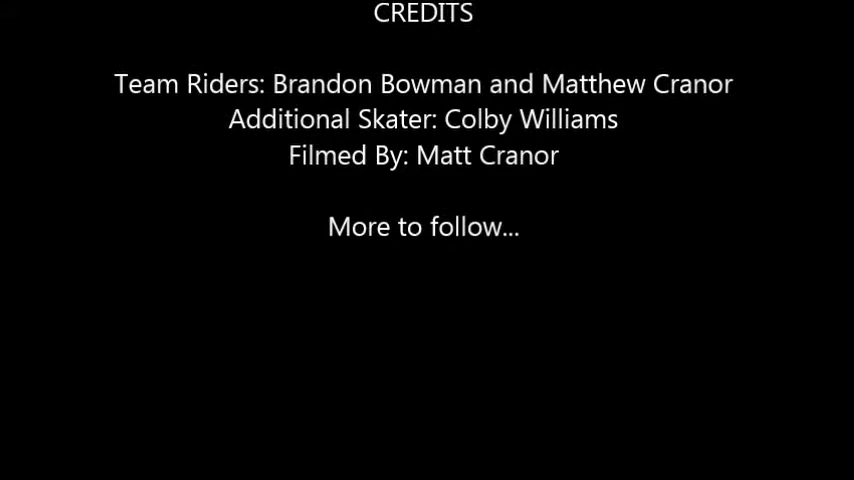 CREDITS
Team Riders: Brandon Bowman and Matthew Cranor
Additional Skater: Colby Williams
Filmed By: Matt Cranor
More to follow...